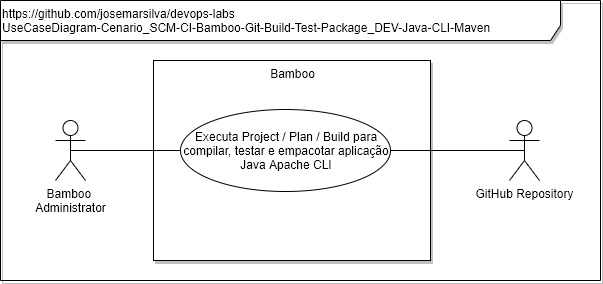 https://github.com/josemarsilva/devops-labs
UseCaseDiagram-Cenario_SCM-CI-Bamboo-Git-Build-Test-Package_DEV-Java-CLI-Maven
Bamboo
Executa Project / Plan / Build para
compilar, testar e empacotar aplicação
Java Apache CLI
Bamboo
Administrator
GitHub Repository